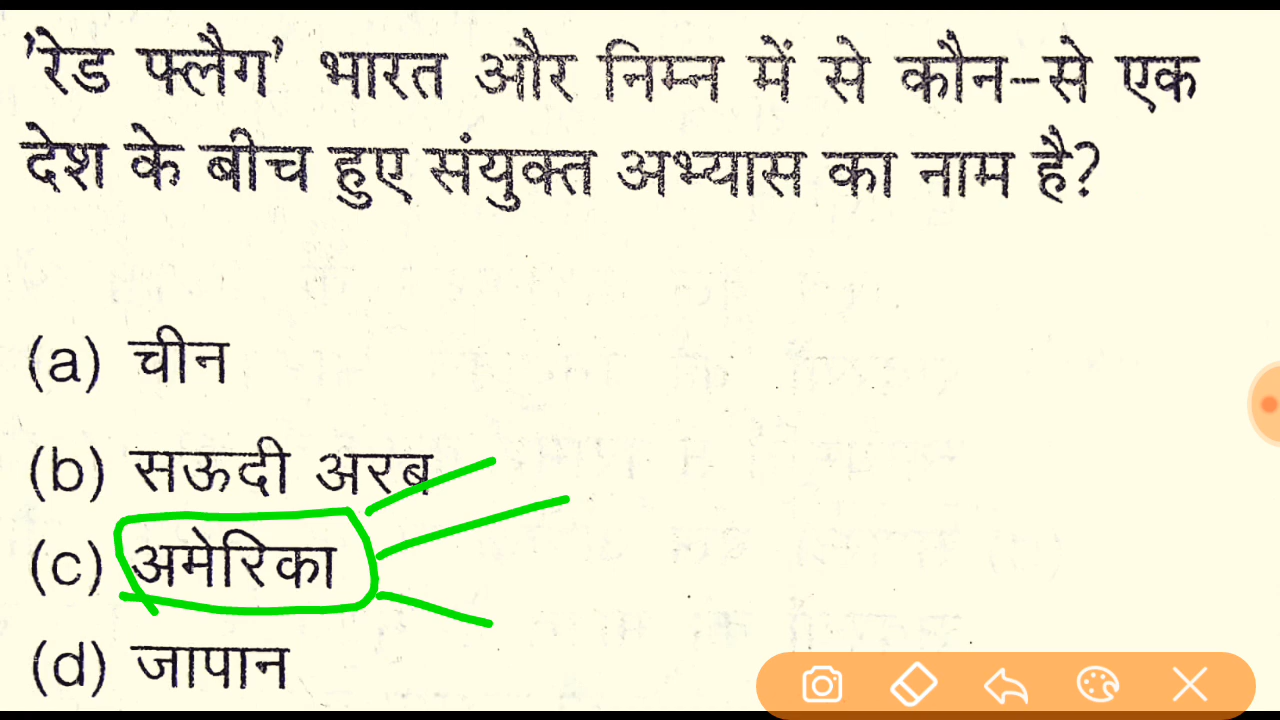 'रेड फ्लैग' भारत और निम्न में से कौन-से एक
देश के बीच हुए संयुक्त अभ्यास का नाम है?
(a) चीन
(b) सऊदी अरब
(c) अमेरिका
(d) जापान